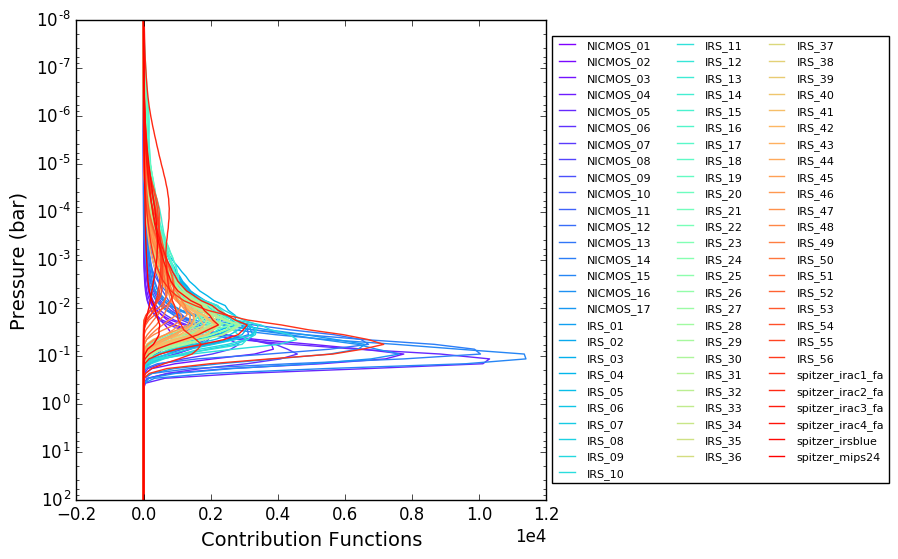 10^-8
10^-7
10^-6
10^-5
10^-4
10^-3
10^-2
10^-1
10^0
10^1
10^2
Pressure (bar)
−0.2 0.0 0.2 0.4 0.6 0.8 1.0 1.2
1e4
Contribution Functions
NICMOS_01
NICMOS_02
NICMOS_03
NICMOS_04
NICMOS_05
NICMOS_06
NICMOS_07
NICMOS_08
NICMOS_09
NICMOS_10
NICMOS_11
NICMOS_12
NICMOS_13
NICMOS_14
NICMOS_15
NICMOS_16
NICMOS_17
IRS_01
IRS_02
IRS_03
IRS_04
IRS_05
IRS_06
IRS_07
IRS_08
IRS_09
IRS_10
IRS_11
IRS_12
IRS_13
IRS_14
IRS_15
IRS_16
IRS_17
IRS_18
IRS_19
IRS_20
IRS_21
IRS_22
IRS_23
IRS_24
IRS_25
IRS_26
IRS_27
IRS_28
IRS_29
IRS_30
IRS_31
IRS_32
IRS_33
IRS_34
IRS_35
IRS_36
IRS_37
IRS_38
IRS_39
IRS_40
IRS_41
IRS_42
IRS_43
IRS_44
IRS_45
IRS_46
IRS_47
IRS_48
IRS_49
IRS_50
IRS_51
IRS_52
IRS_53
IRS_54
IRS_55
IRS_56
spitzer_irac1_fa
spitzer_irac2_fa
spitzer_irac3_fa
spitzer_irac4_fa
spitzer_irsblue
spitzer_mips24